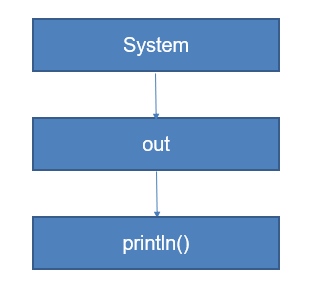 System
out
println()